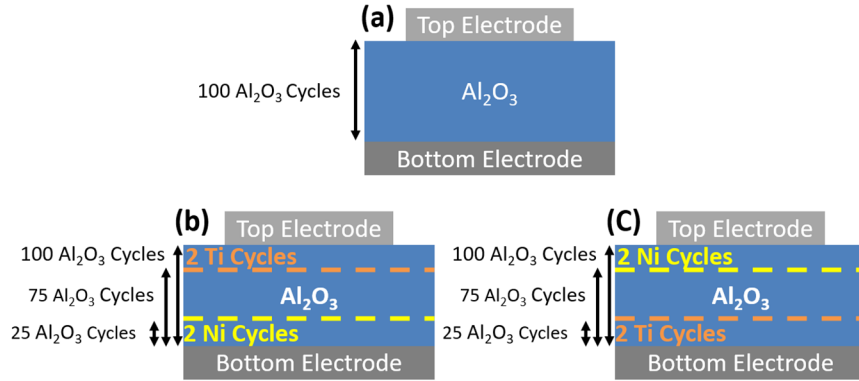 (a)
Top Electrode
100 Al₂O₃ Cycles
Al₂O₃
Bottom Electrode
(b)
Top Electrode
100 Al₂O₃ Cycles
2 Ti Cycles
75 Al₂O₃ Cycles
Al₂O₃
25 Al₂O₃ Cycles
2 Ni Cycles
Bottom Electrode
(C)
Top Electrode
100 Al₂O₃ Cycles
2 Ni Cycles
75 Al₂O₃ Cycles
Al₂O₃
25 Al₂O₃ Cycles
2 Ti Cycles
Bottom Electrode